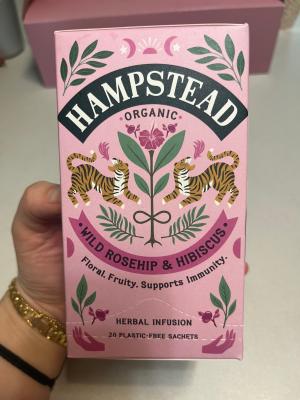 HAMPSTEAD
·ORGANIC·
·WILD ROSEHIP & HIBISCUS·
Floral. Fruity. Supports Immunity.
HERBAL INFUSION
20 PLASTIC-FREE SACHETS